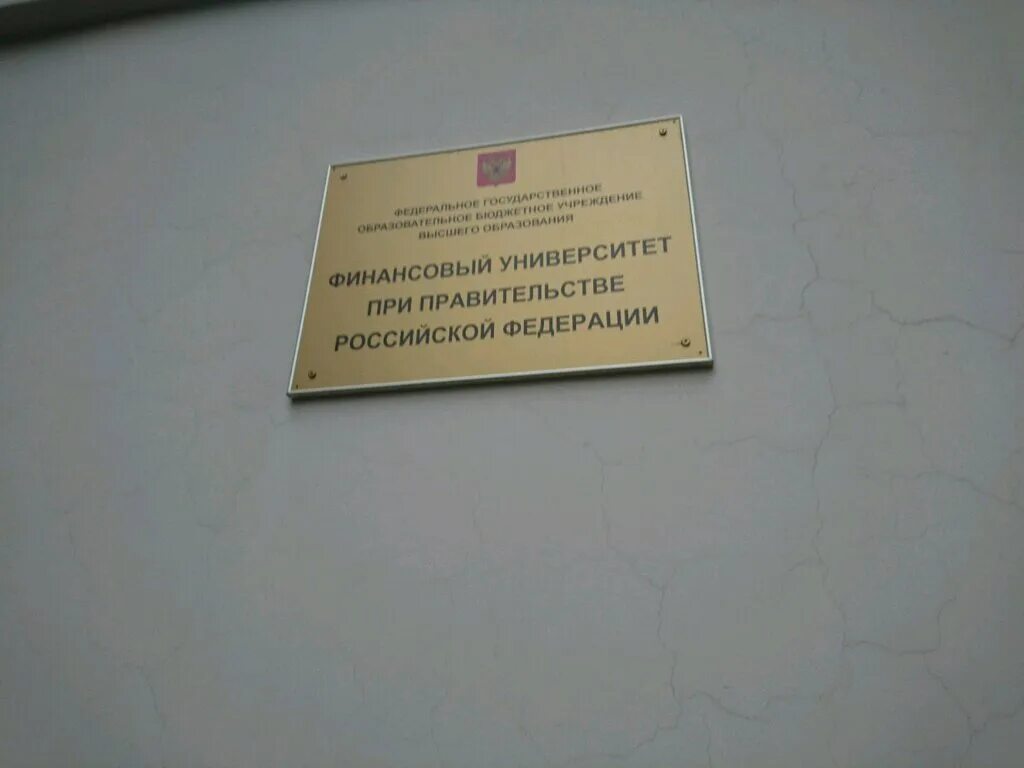 ФЕДЕРАЛЬНОЕ ГОСУДАРСТВЕННОЕ
ОБРАЗОВАТЕЛЬНОЕ БЮДЖЕТНОЕ УЧРЕЖДЕНИЕ
ВЫСШЕГО ОБРАЗОВАНИЯ
ФИНАНСОВЫЙ УНИВЕРСИТЕТ
ПРИ ПРАВИТЕЛЬСТВЕ
РОССИЙСКОЙ ФЕДЕРАЦИИ